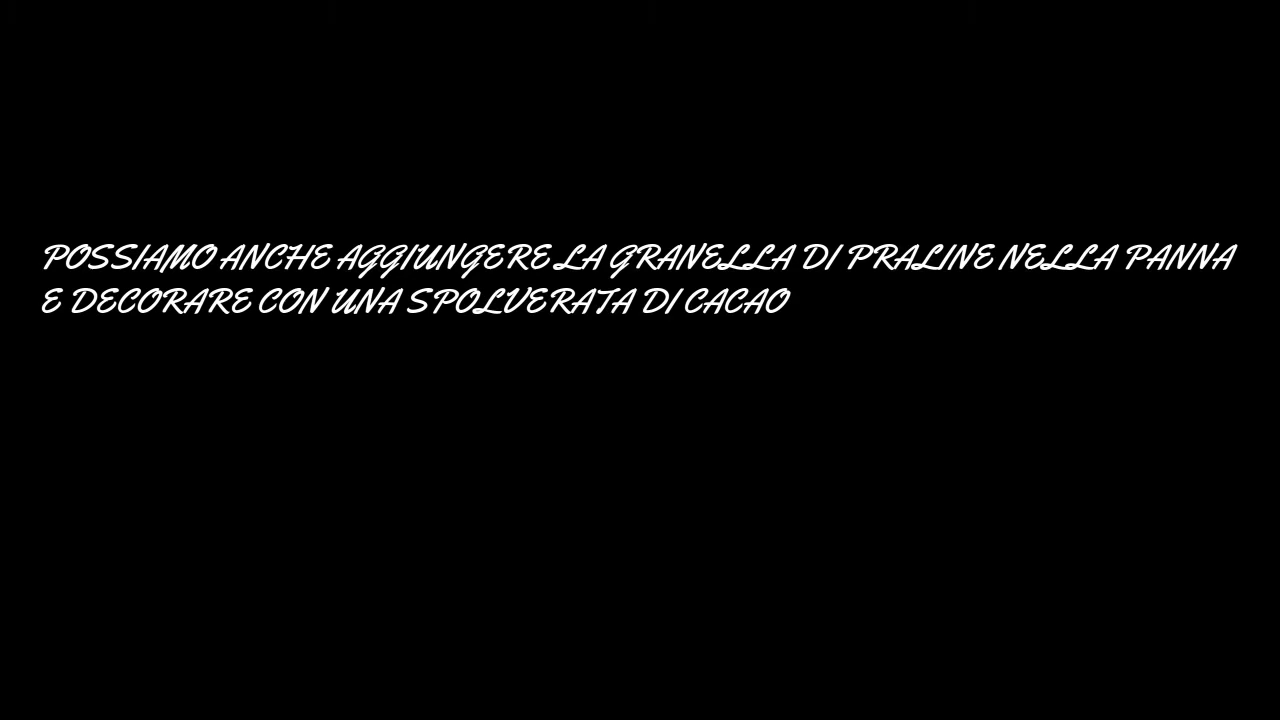 POSSIAMO ANCHE AGGIUNGERE LA GRANELLA DI PRALINE NELLA PANNA
E DECORARE CON UNA SPOLVERATA DI CACAO